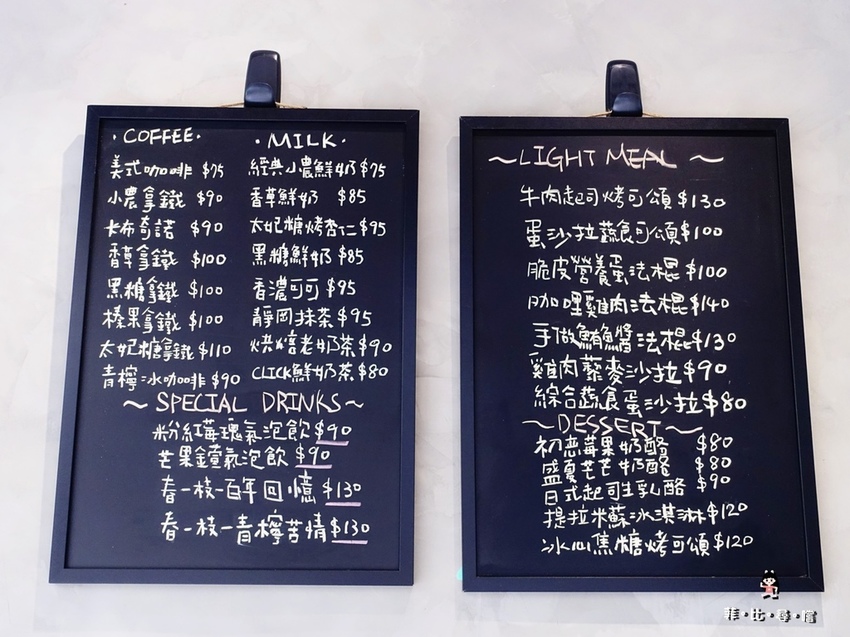 ·COFFEE·
美式咖啡 $75
小農拿鐵 $90
卡布奇諾 $90
香草拿鐵 $100
黑糖拿鐵 $100
榛果拿鐵 $100
太妃糖拿鐵 $110
青檸冰咖啡 $90
·MILK·
經典小農鮮奶 $75
香草鮮奶 $85
太妃糖烤杏仁 $95
黑糖鮮奶 $85
香濃可可 $95
靜岡抹茶 $95
焙焙老奶茶 $90
CLICK鮮奶茶 $80
~SPECIAL DRINKS~
粉紅莓瑰氣泡飲 $90
芒果鐙氣泡飲 $90
春一枝-百年回憶 $130
春一枝-青檸苦情 $130
~LIGHT MEAL~
牛肉起司烤可頌 $130
蛋沙拉蔬食可頌 $100
脆皮營養蛋法棍 $100
咖哩雞肉法棍 $140
手做鮪魚醬法棍 $130
雞肉藜麥沙拉 $90
綜合蔬食蛋沙拉 $80
~DESSERT~
初戀莓果奶酪 $80
盛夏芒芒奶酪 $80
日式起司生乳酪 $90
提拉米蘇冰淇淋 $120
冰心焦糖烤可頌 $120
菲·比·尋·當